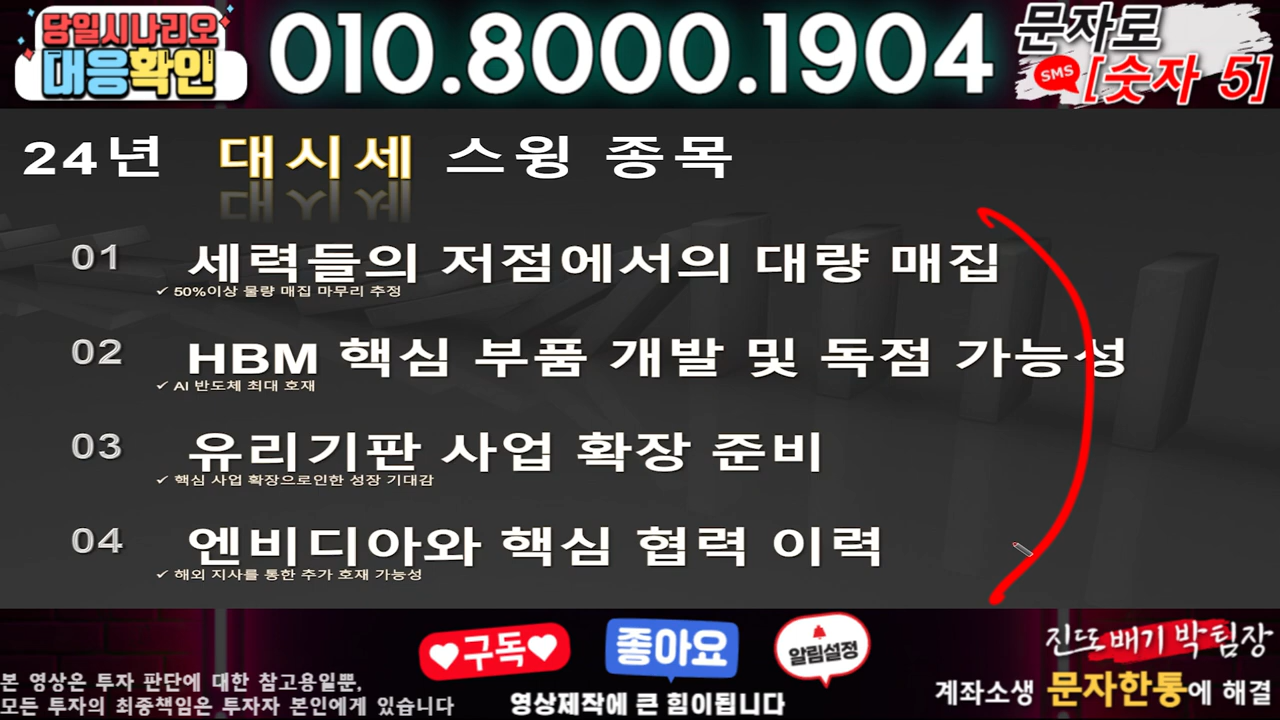 당일시나리오
대응확인
010.8000.1904
문자로
SMS
[숫자 5]
24년 대시세 스윙 종목
01 세력들의 저점에서의 대량 매집
✓ 50%이상 물량 매집 마무리 추정
02 HBM 핵심 부품 개발 및 독점 가능성
✓ AI 반도체 최대 호재
03 유리기판 사업 확장 준비
✓ 핵심 사업 확장으로인한 성장 기대감
04 엔비디아와 핵심 협력 이력
✓ 해외 지사를 통한 추가 호재 가능성
구독
좋아요
알림설정
영상제작에 큰 힘이됩니다
본 영상은 투자 판단에 대한 참고용일뿐,
모든 투자의 최종책임은 투자자 본인에게 있습니다
진또배기 박팀장
계좌소생 문자한통에 해결